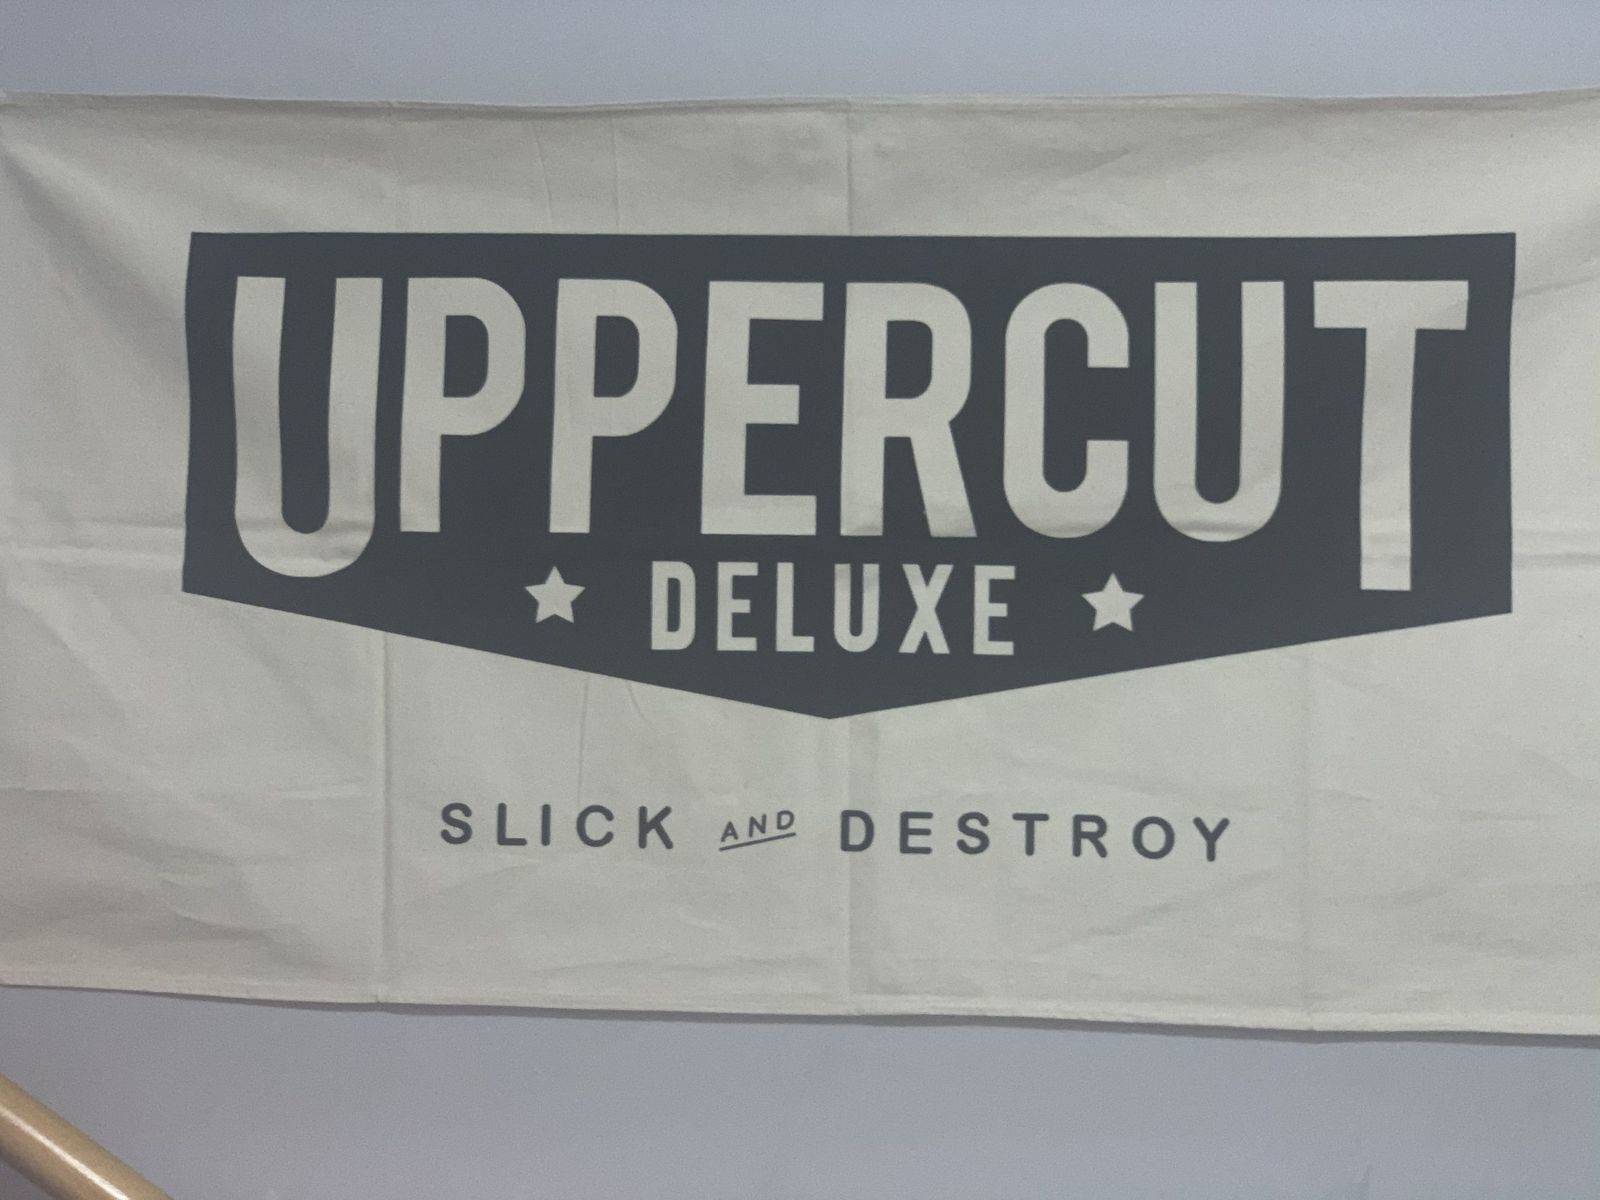 UPPERCUT
DELUXE
SLICK AND DESTROY